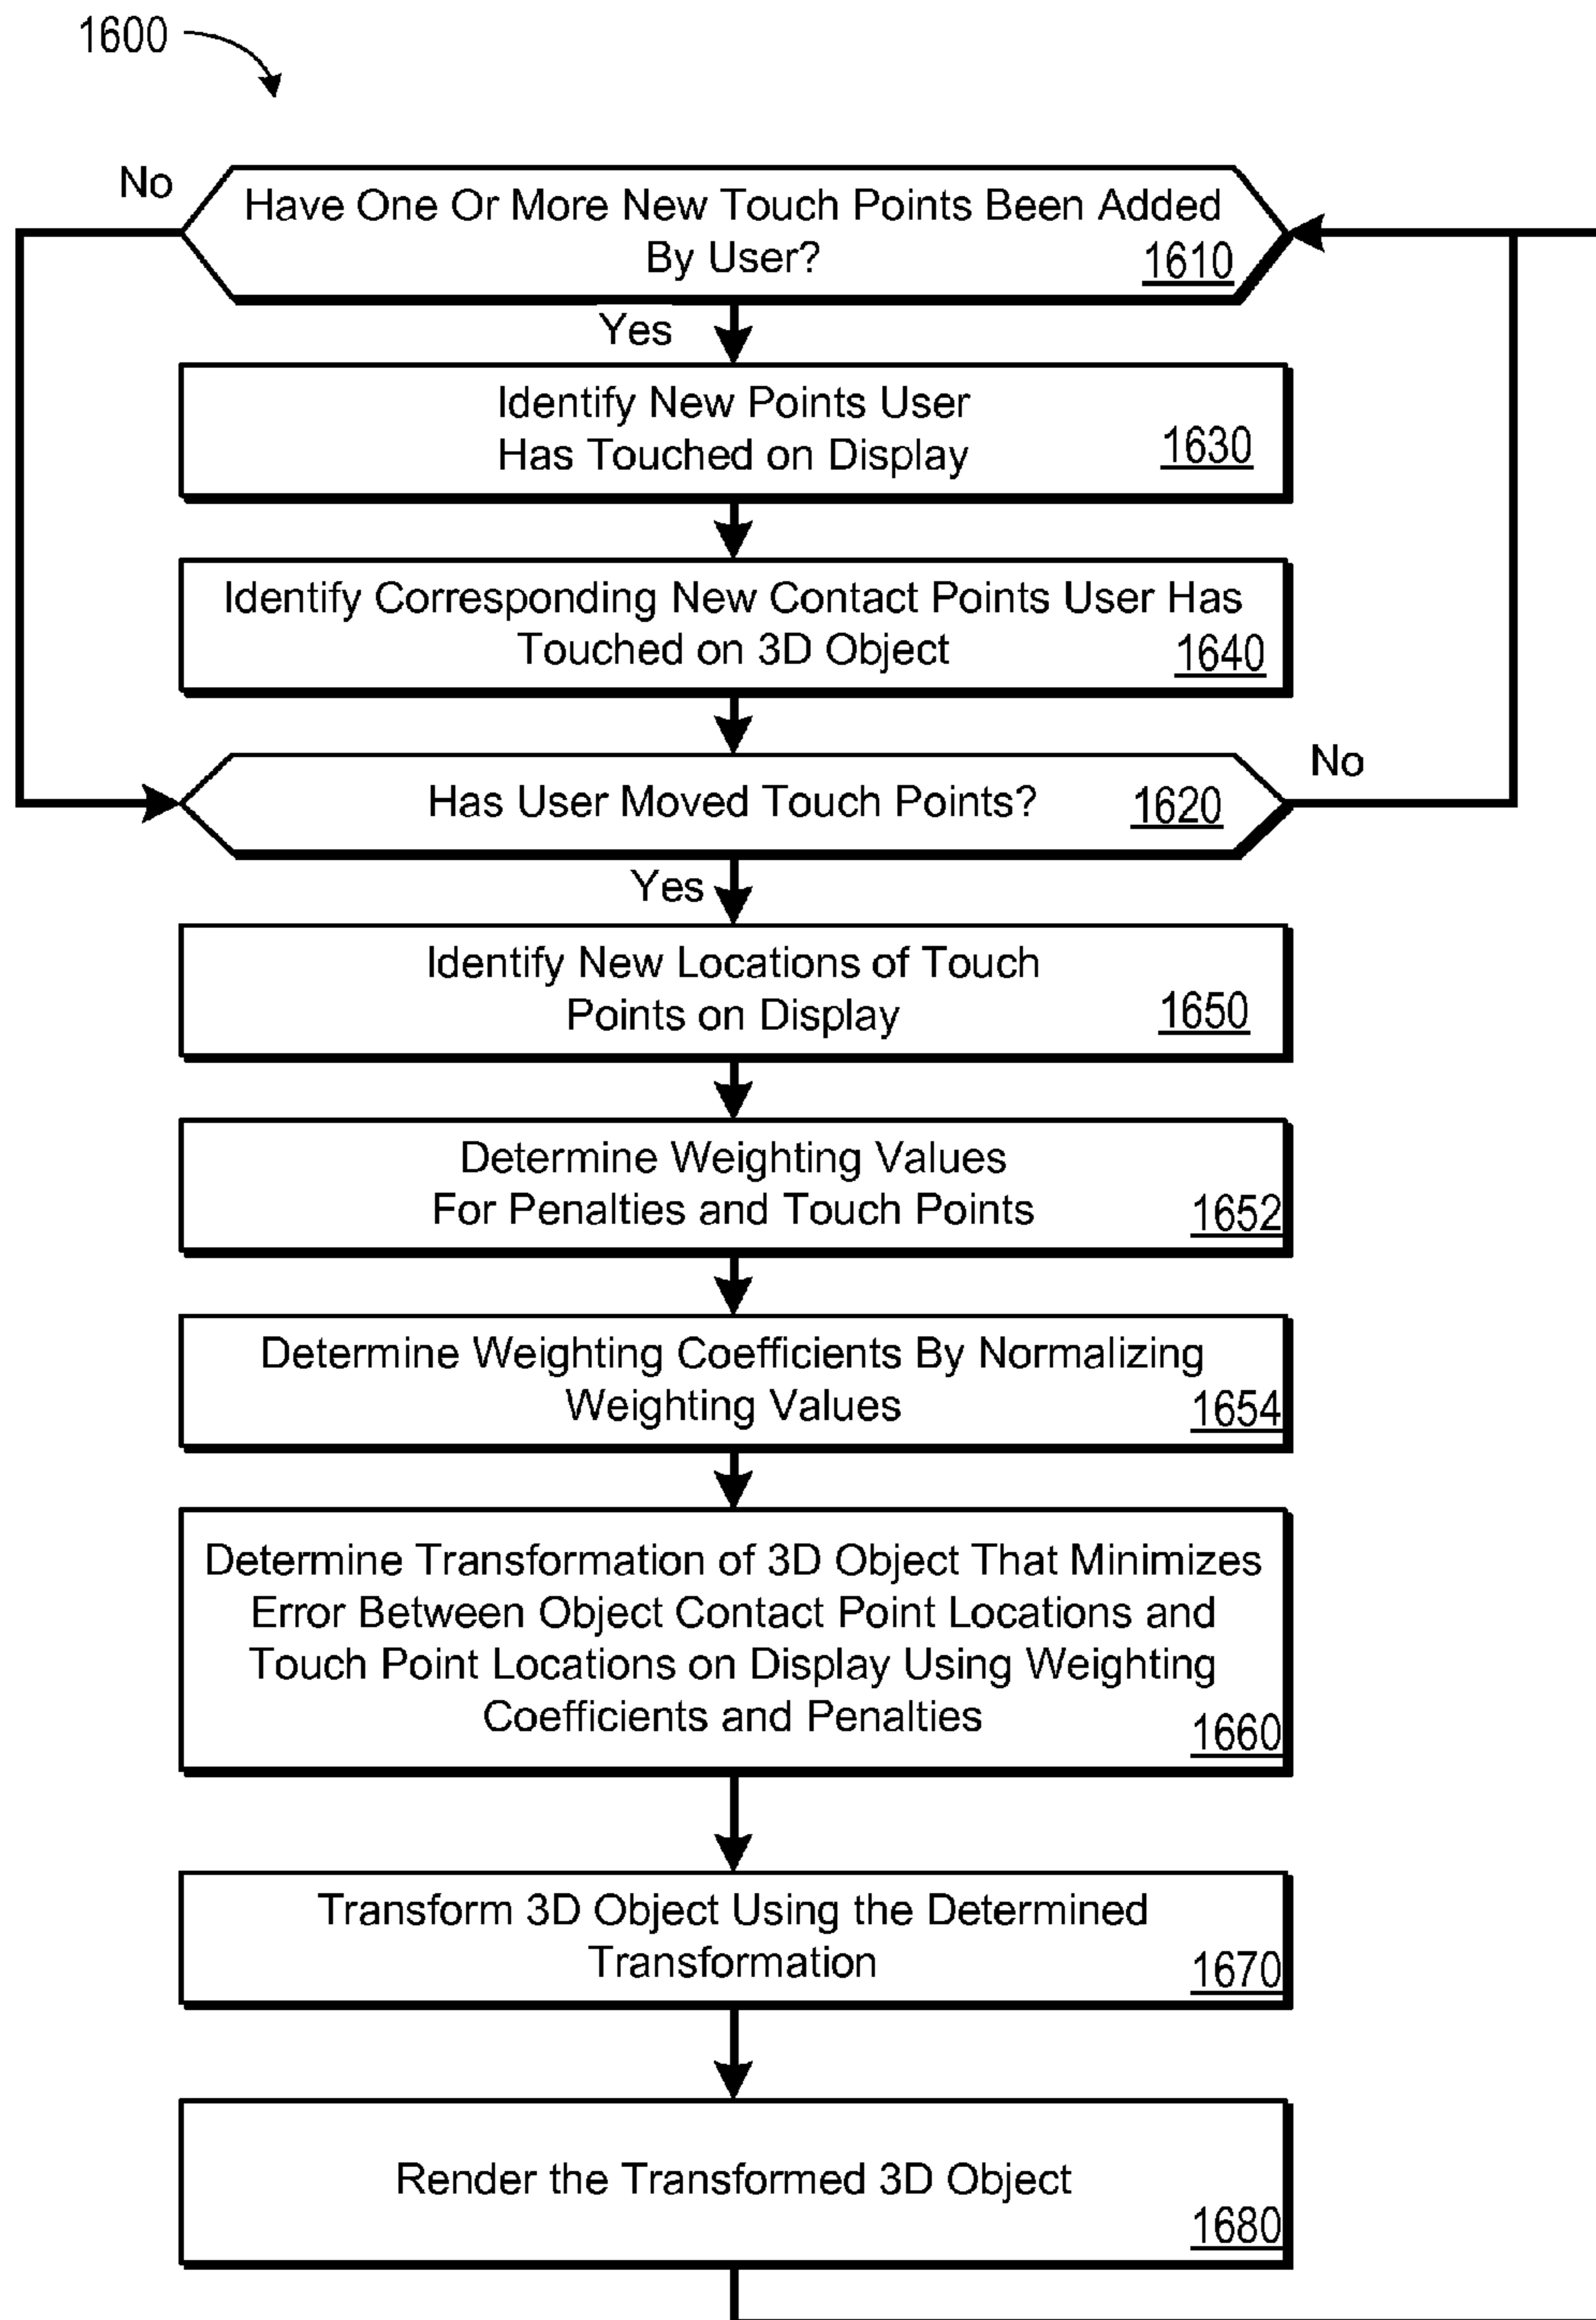 1600
No
Have One Or More New Touch Points Been Added
By User?
1610
Yes
Identify New Points User
Has Touched on Display
1630
Identify Corresponding New Contact Points User Has
Touched on 3D Object
1640
Has User Moved Touch Points?
1620
No
Yes
Identify New Locations of Touch
Points on Display
1650
Determine Weighting Values
For Penalties and Touch Points
1652
Determine Weighting Coefficients By Normalizing
Weighting Values
1654
Determine Transformation of 3D Object That Minimizes
Error Between Object Contact Point Locations and
Touch Point Locations on Display Using Weighting
Coefficients and Penalties
1660
Transform 3D Object Using the Determined
Transformation
1670
Render the Transformed 3D Object
1680